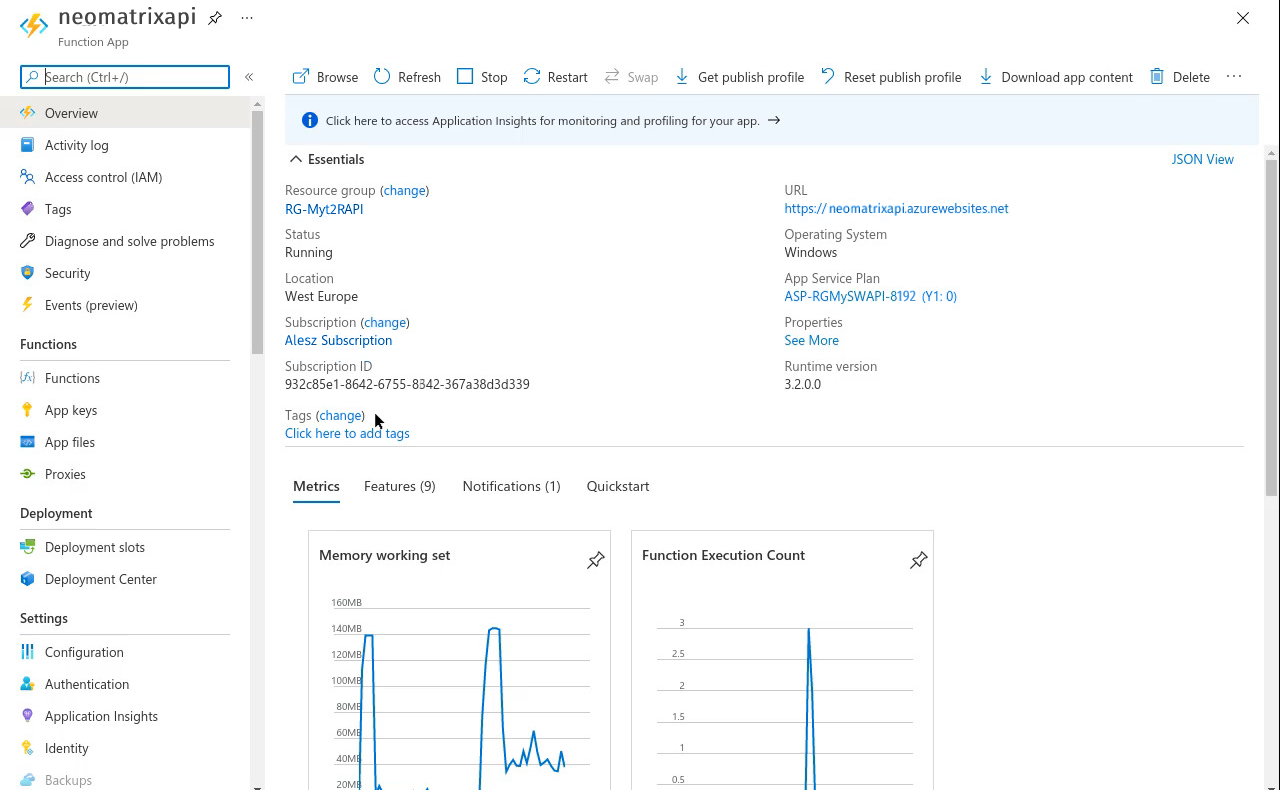 neomatrixapi
Function App
Search (Ctrl+/)
Overview
Activity log
Access control (IAM)
Tags
Diagnose and solve problems
Security
Events (preview)
Functions
Functions
App keys
App files
Proxies
Deployment
Deployment slots
Deployment Center
Settings
Configuration
Authentication
Application Insights
Identity
Backups
Browse Refresh Stop Restart Swap Get publish profile Reset publish profile Download app content Delete
Click here to access Application Insights for monitoring and profiling for your app. →
Essentials
JSON View
Resource group (change)
RG-Myt2RAPI
Status
Running
Location
West Europe
Subscription (change)
Alesz Subscription
Subscription ID
932c85e1-8642-6755-8342-367a38d3d339
Tags (change)
Click here to add tags
URL
https://neomatrixapi.azurewebsites.net
Operating System
Windows
App Service Plan
ASP-RGMySWAPI-8192 (Y1: 0)
Properties
See More
Runtime version
3.2.0.0
Metrics Features (9) Notifications (1) Quickstart
Memory working set
160MB
140MB
120MB
100MB
80MB
60MB
40MB
20MB
Function Execution Count
3
2.5
2
1.5
1
0.5